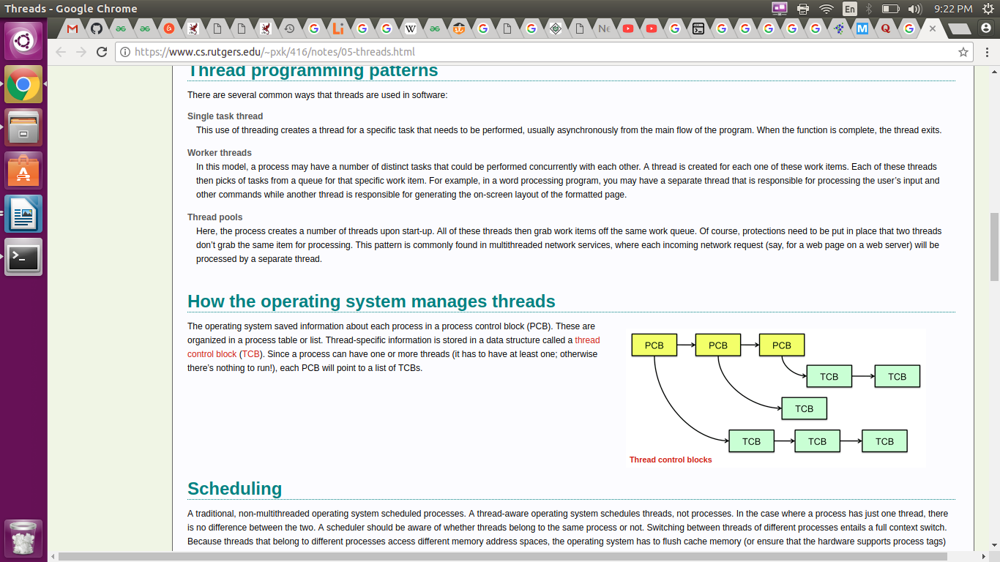 Threads - Google Chrome
En
9:22 PM
https://www.cs.rutgers.edu/~pxk/416/notes/05-threads.html
Thread programming patterns
There are several common ways that threads are used in software:
Single task thread
This use of threading creates a thread for a specific task that needs to be performed, usually asynchronously from the main flow of the program. When the function is complete, the thread exits.
Worker threads
In this model, a process may have a number of distinct tasks that could be performed concurrently with each other. A thread is created for each one of these work items. Each of these threads
then picks of tasks from a queue for that specific work item. For example, in a word processing program, you may have a separate thread that is responsible for processing the user’s input and
other commands while another thread is responsible for generating the on-screen layout of the formatted page.
Thread pools
Here, the process creates a number of threads upon start-up. All of these threads then grab work items off the same work queue. Of course, protections need to be put in place that two threads
don’t grab the same item for processing. This pattern is commonly found in multithreaded network services, where each incoming network request (say, for a web page on a web server) will be
processed by a separate thread.
How the operating system manages threads
The operating system saved information about each process in a process control block (PCB). These are
organized in a process table or list. Thread-specific information is stored in a data structure called a thread
control block (TCB). Since a process can have one or more threads (it has to have at least one; otherwise
there’s nothing to run!), each PCB will point to a list of TCBs.
PCB PCB PCB
TCB TCB
TCB
TCB TCB TCB
Thread control blocks
Scheduling
A traditional, non-multithreaded operating system scheduled processes. A thread-aware operating system schedules threads, not processes. In the case where a process has just one thread, there
is no difference between the two. A scheduler should be aware of whether threads belong to the same process or not. Switching between threads of different processes entails a full context switch.
Because threads that belong to different processes access different memory address spaces, the operating system has to flush cache memory (or ensure that the hardware supports process tags)